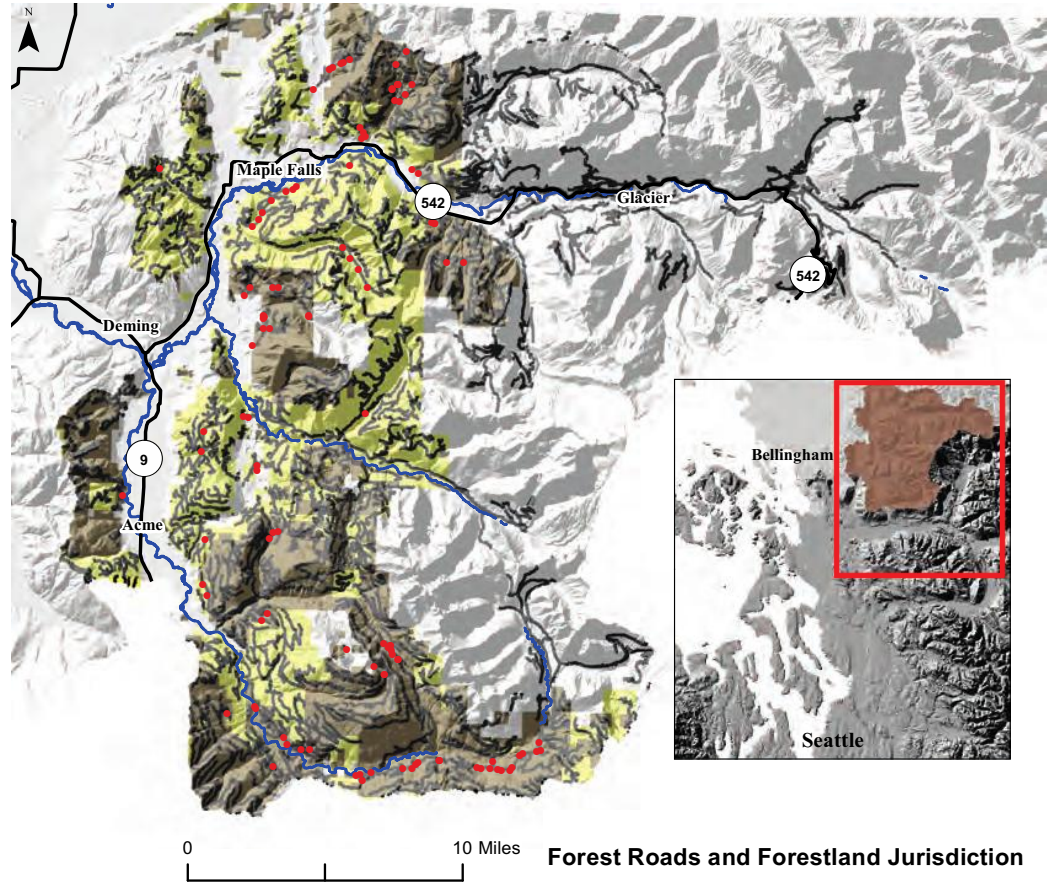 N
Maple Falls
542
Glacier
542
Deming
Bellingham
9
Acme
Seattle
0 10 Miles
Forest Roads and Forestland Jurisdiction